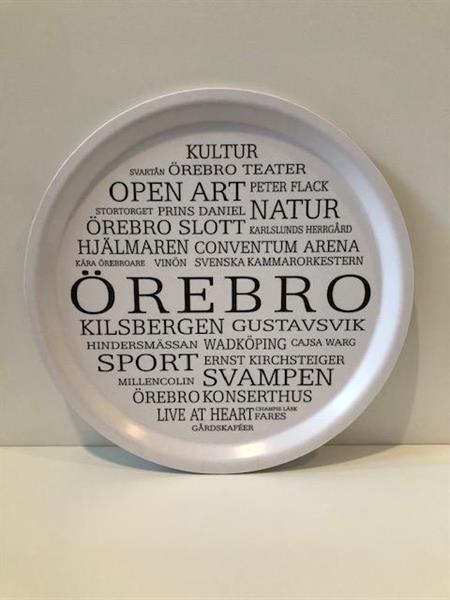 KULTUR
SVARTÅN ÖREBRO TEATER
OPEN ART PETER FLACK
STORTORGET PRINS DANIEL NATUR
ÖREBRO SLOTT KARLSLUNDS HERRGÅRD
HJÄLMAREN CONVENTUM ARENA
KÄRA ÖREBROARE VINÖN SVENSKA KAMMARORKESTERN
ÖREBRO
KILSBERGEN GUSTAVSVIK
HINDERSMÄSSAN WADKÖPING CAJSA WARG
SPORT ERNST KIRCHSTEIGER
MILLENCOLIN SVAMPEN
ÖREBRO KONSERTHUS
LIVE AT HEART CHAMPIS LÄSK FARES
GÅRDSKAFÉER